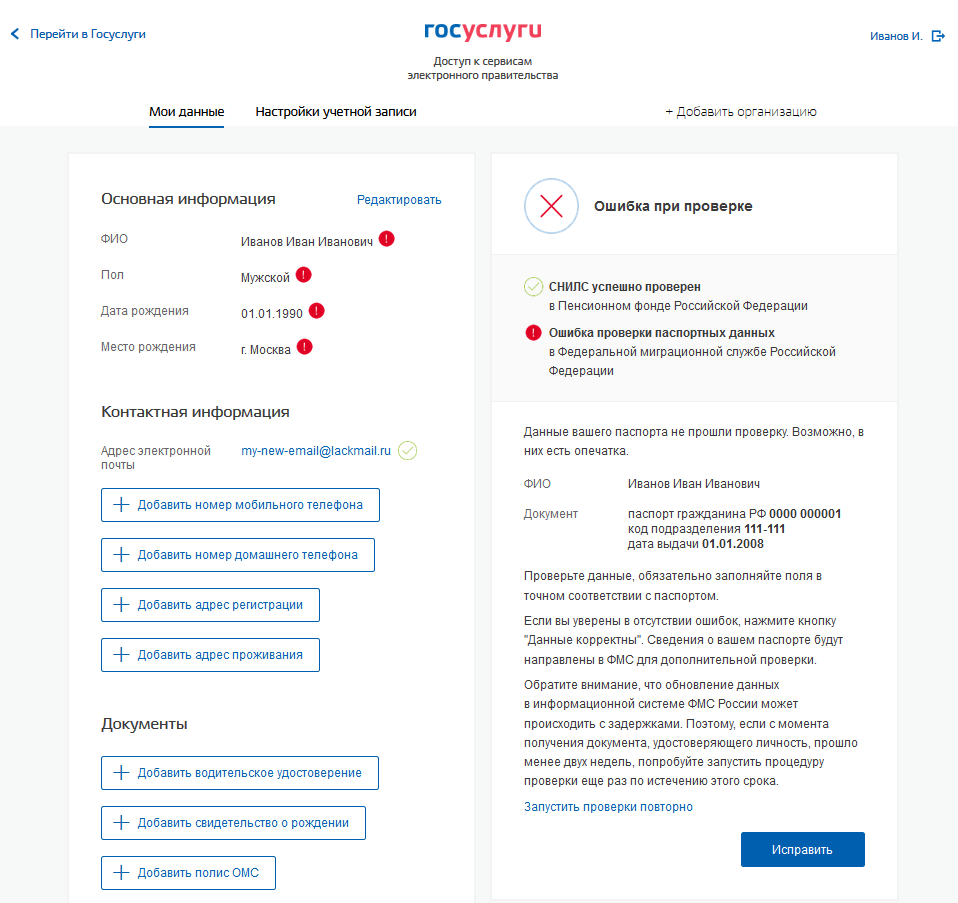 Перейти в Госуслуги
госуслуги
Доступ к сервисам
электронного правительства
Иванов И.
Мои данные
Настройки учетной записи
+ Добавить организацию
Основная информация
Редактировать
ФИО
Иванов Иван Иванович
Пол
Мужской
Дата рождения
01.01.1990
Место рождения
г. Москва
Контактная информация
Адрес электронной
почты
my-new-email@lackmail.ru
+ Добавить номер мобильного телефона
+ Добавить номер домашнего телефона
+ Добавить адрес регистрации
+ Добавить адрес проживания
Документы
+ Добавить водительское удостоверение
+ Добавить свидетельство о рождении
+ Добавить полис ОМС
Ошибка при проверке
СНИЛС успешно проверен
в Пенсионном фонде Российской Федерации
Ошибка проверки паспортных данных
в Федеральной миграционной службе Российской
Федерации
Данные вашего паспорта не прошли проверку. Возможно, в
них есть опечатка.
ФИО
Иванов Иван Иванович
Документ
паспорт гражданина РФ 0000 000001
код подразделения 111-111
дата выдачи 01.01.2008
Проверьте данные, обязательно заполняйте поля в
точном соответствии с паспортом.
Если вы уверены в отсутствии ошибок, нажмите кнопку
"Данные корректны". Сведения о вашем паспорте будут
направлены в ФМС для дополнительной проверки.
Обратите внимание, что обновление данных
в информационной системе ФМС России может
происходить с задержками. Поэтому, если с момента
получения документа, удостоверяющего личность, прошло
менее двух недель, попробуйте запустить процедуру
проверки еще раз по истечению этого срока.
Запустить проверки повторно
Исправить